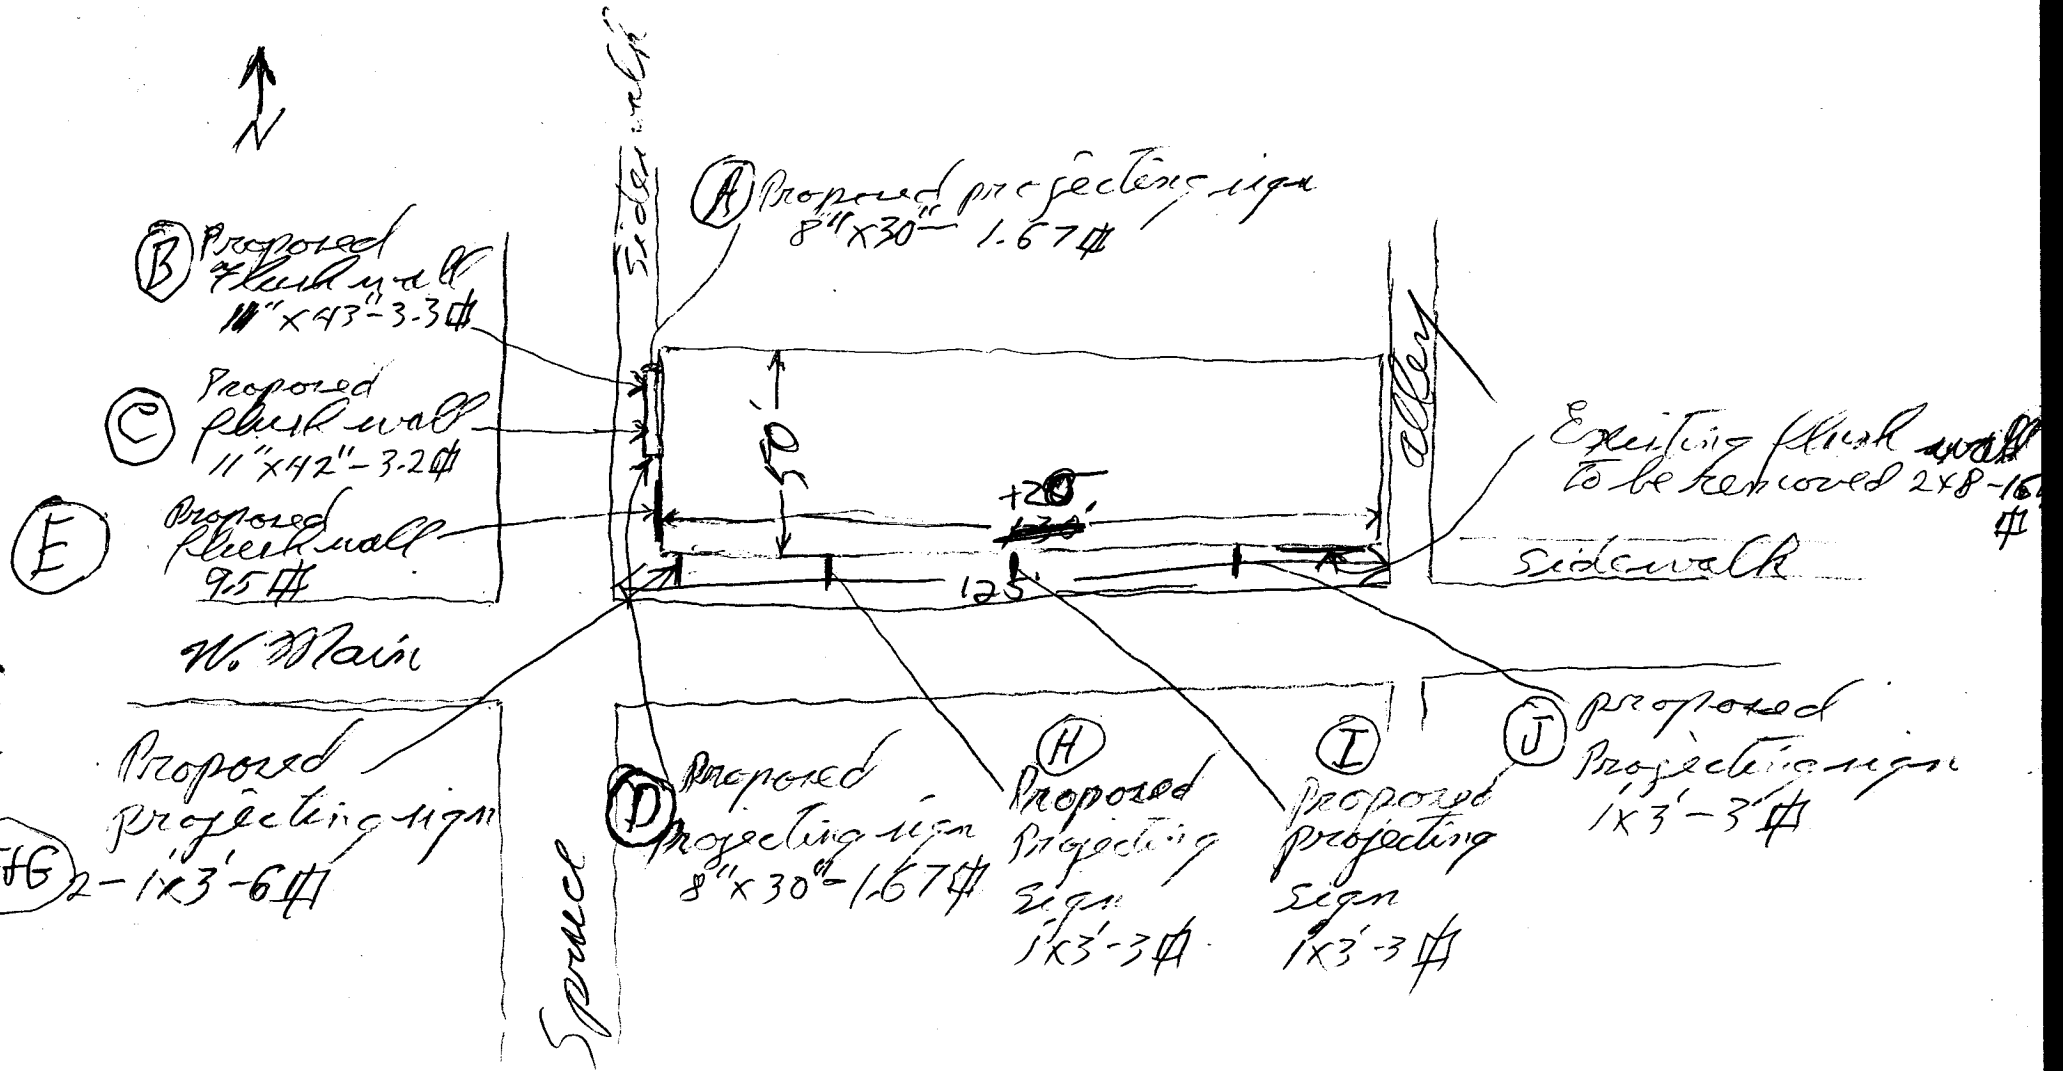 N
Sidewalk
A Proposed projecting sign
8"x30"- 1.67⌗
B Proposed
Flush wall
11"x43"-3.3⌗
C Proposed
flush wall
11"x42"-3.2⌗
E Proposed
flush wall
9.5⌗
50'
alley
Existing flush wall
to be removed 2x8-16
⌗
125'
Sidewalk
W. Main
Proposed
projecting sign
2-1'x3'-6⌗
D Proposed
Projecting sign
8"x30"-1.67⌗
H
Proposed
Projecting
Sign
1'x3'-3⌗
I
Proposed
projecting
Sign
1'x3'-3⌗
J proposed
Projecting sign
1'x3'-3'⌗
Spruce